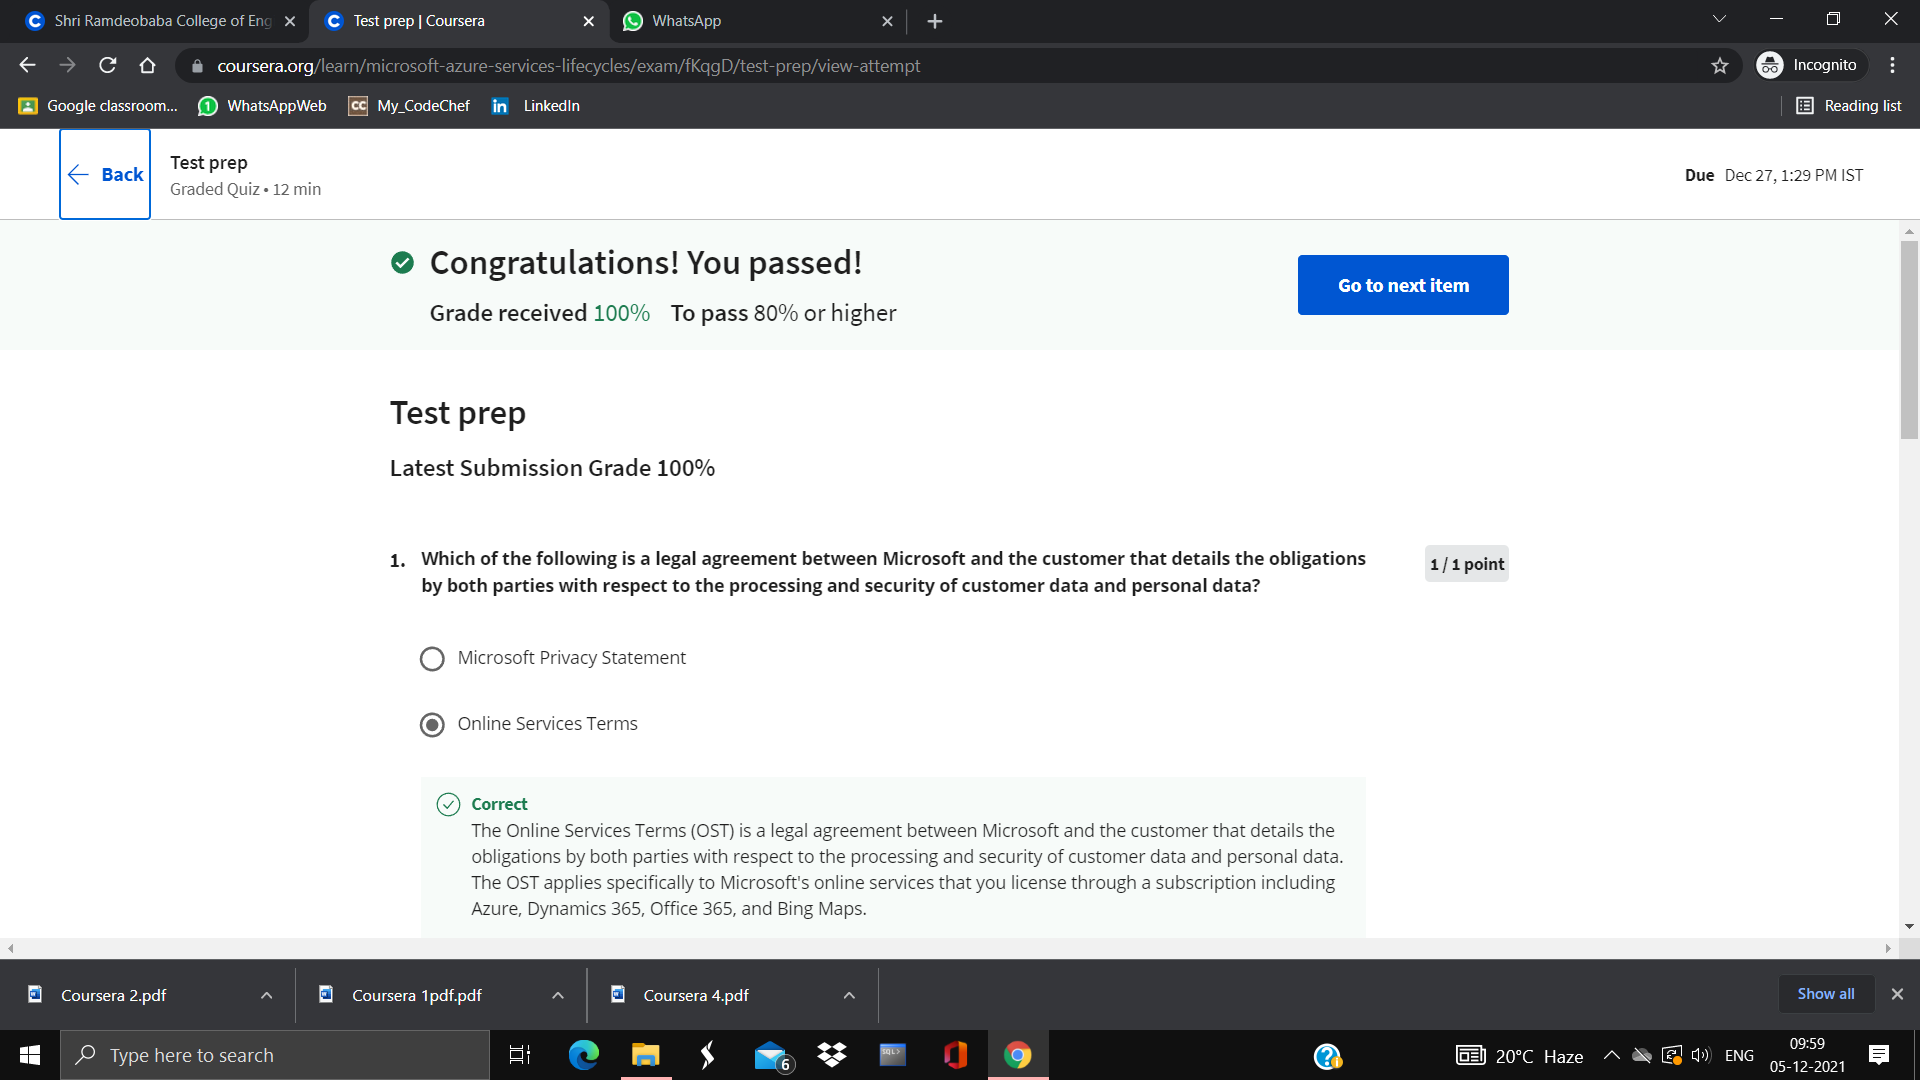 Shri Ramdeobaba College of Eng
Test prep | Coursera
WhatsApp
coursera.org/learn/microsoft-azure-services-lifecycles/exam/fKqgD/test-prep/view-attempt
Incognito
Google classroom...
WhatsAppWeb
My_CodeChef
LinkedIn
Reading list
Back
Test prep
Graded Quiz • 12 min
Due Dec 27, 1:29 PM IST
Congratulations! You passed!
Grade received 100% To pass 80% or higher
Go to next item
Test prep
Latest Submission Grade 100%
1. Which of the following is a legal agreement between Microsoft and the customer that details the obligations
by both parties with respect to the processing and security of customer data and personal data?
1 / 1 point
Microsoft Privacy Statement
Online Services Terms
Correct
The Online Services Terms (OST) is a legal agreement between Microsoft and the customer that details the
obligations by both parties with respect to the processing and security of customer data and personal data.
The OST applies specifically to Microsoft's online services that you license through a subscription including
Azure, Dynamics 365, Office 365, and Bing Maps.
Coursera 2.pdf
Coursera 1pdf.pdf
Coursera 4.pdf
Show all
Type here to search
6
20°C Haze
ENG
09:59
05-12-2021